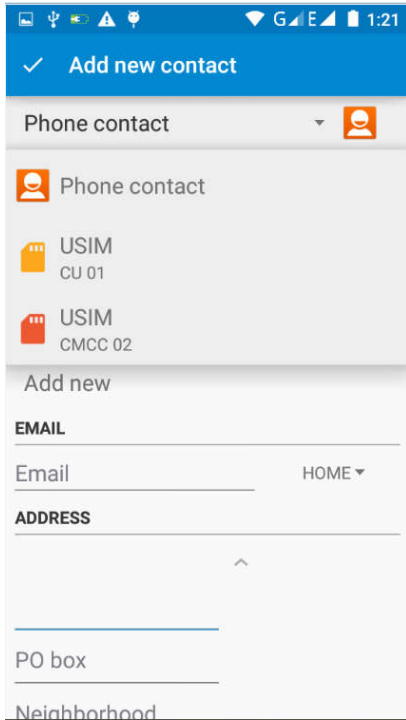 G E 1:21
Add new contact
Phone contact
Phone contact
USIM
CU 01
USIM
CMCC 02
Add new
EMAIL
Email HOME
ADDRESS
PO box
Neighborhood